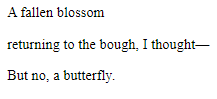 A fallen blossom
returning to the bough, I thought—
But no, a butterfly.